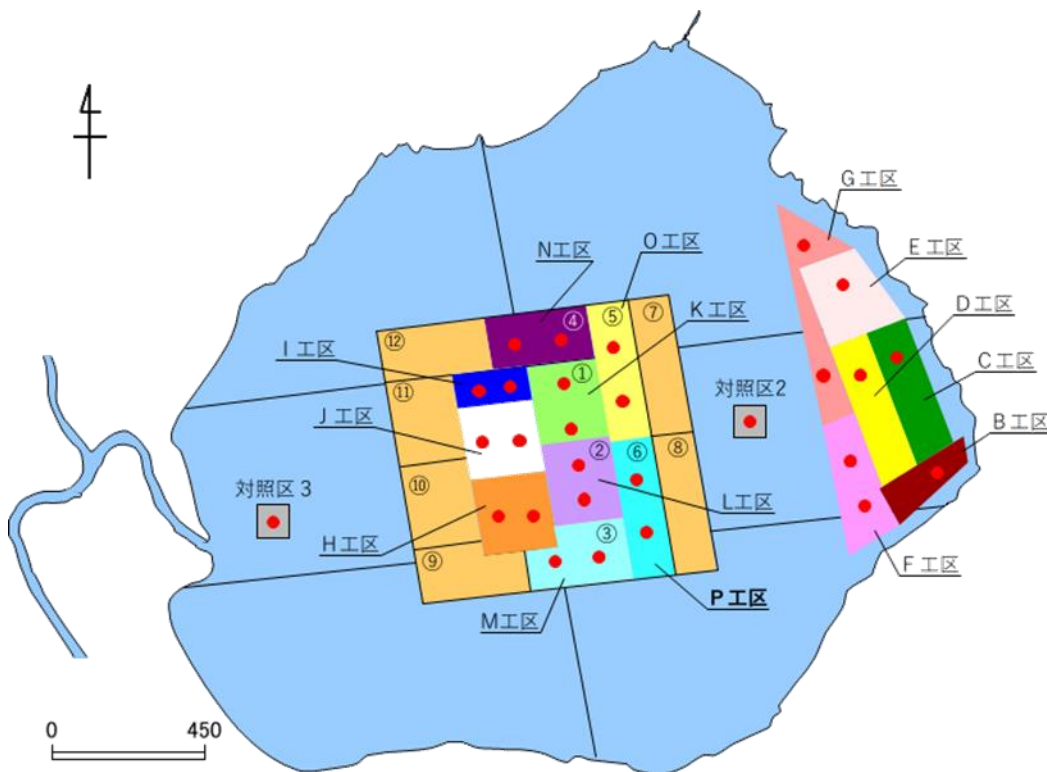 G工区
E工区
O工区
N工区
D工区
K工区
⑦
⑤
④
⑫
I工区
C工区
①
⑪
対照区2
J工区
B工区
②
⑥
⑧
⑩
対照区3
L工区
H工区
③
⑨
F工区
P工区
M工区
0
450